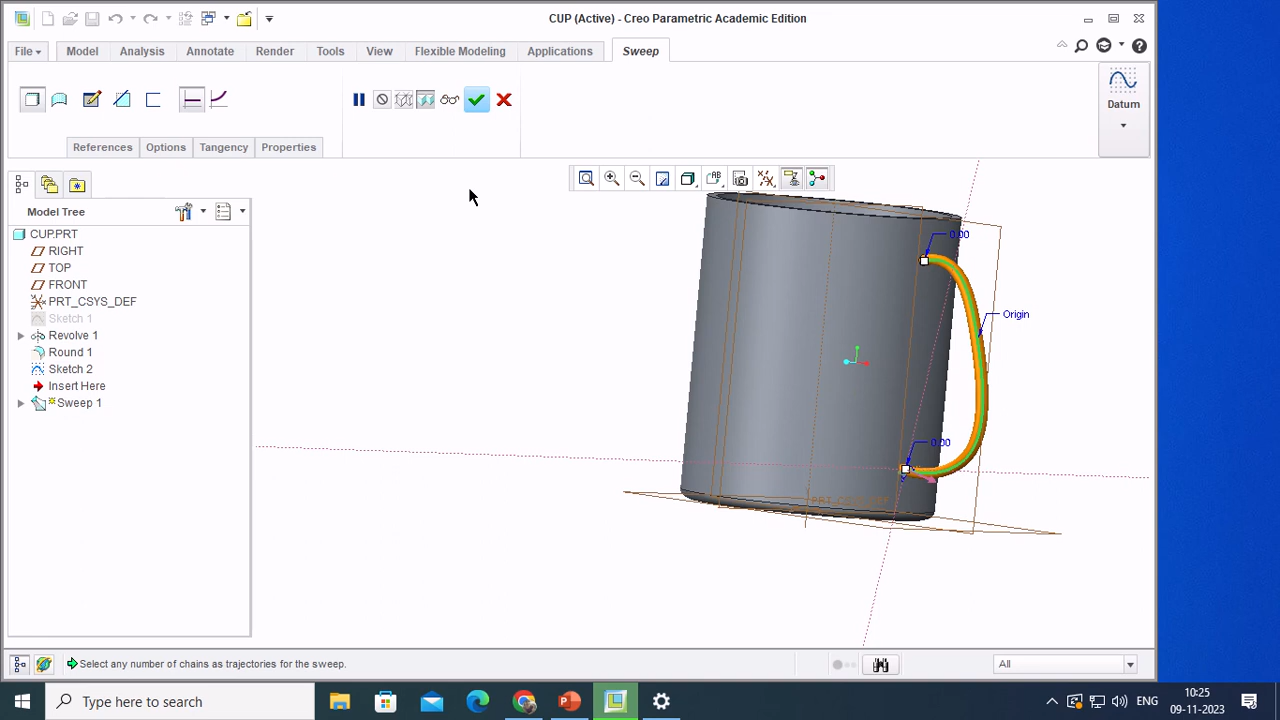 CUP (Active) - Creo Parametric Academic Edition
File Model Analysis Annotate Render Tools View Flexible Modeling Applications Sweep
Datum
References Options Tangency Properties
Model Tree
CUP.PRT
RIGHT
TOP
FRONT
PRT_CSYS_DEF
Sketch 1
Revolve 1
Round 1
Sketch 2
Insert Here
Sweep 1
0.00
Origin
0.00
PRT_CSYS_DEF
Select any number of chains as trajectories for the sweep.
All
Type here to search
ENG
10:25
09-11-2023